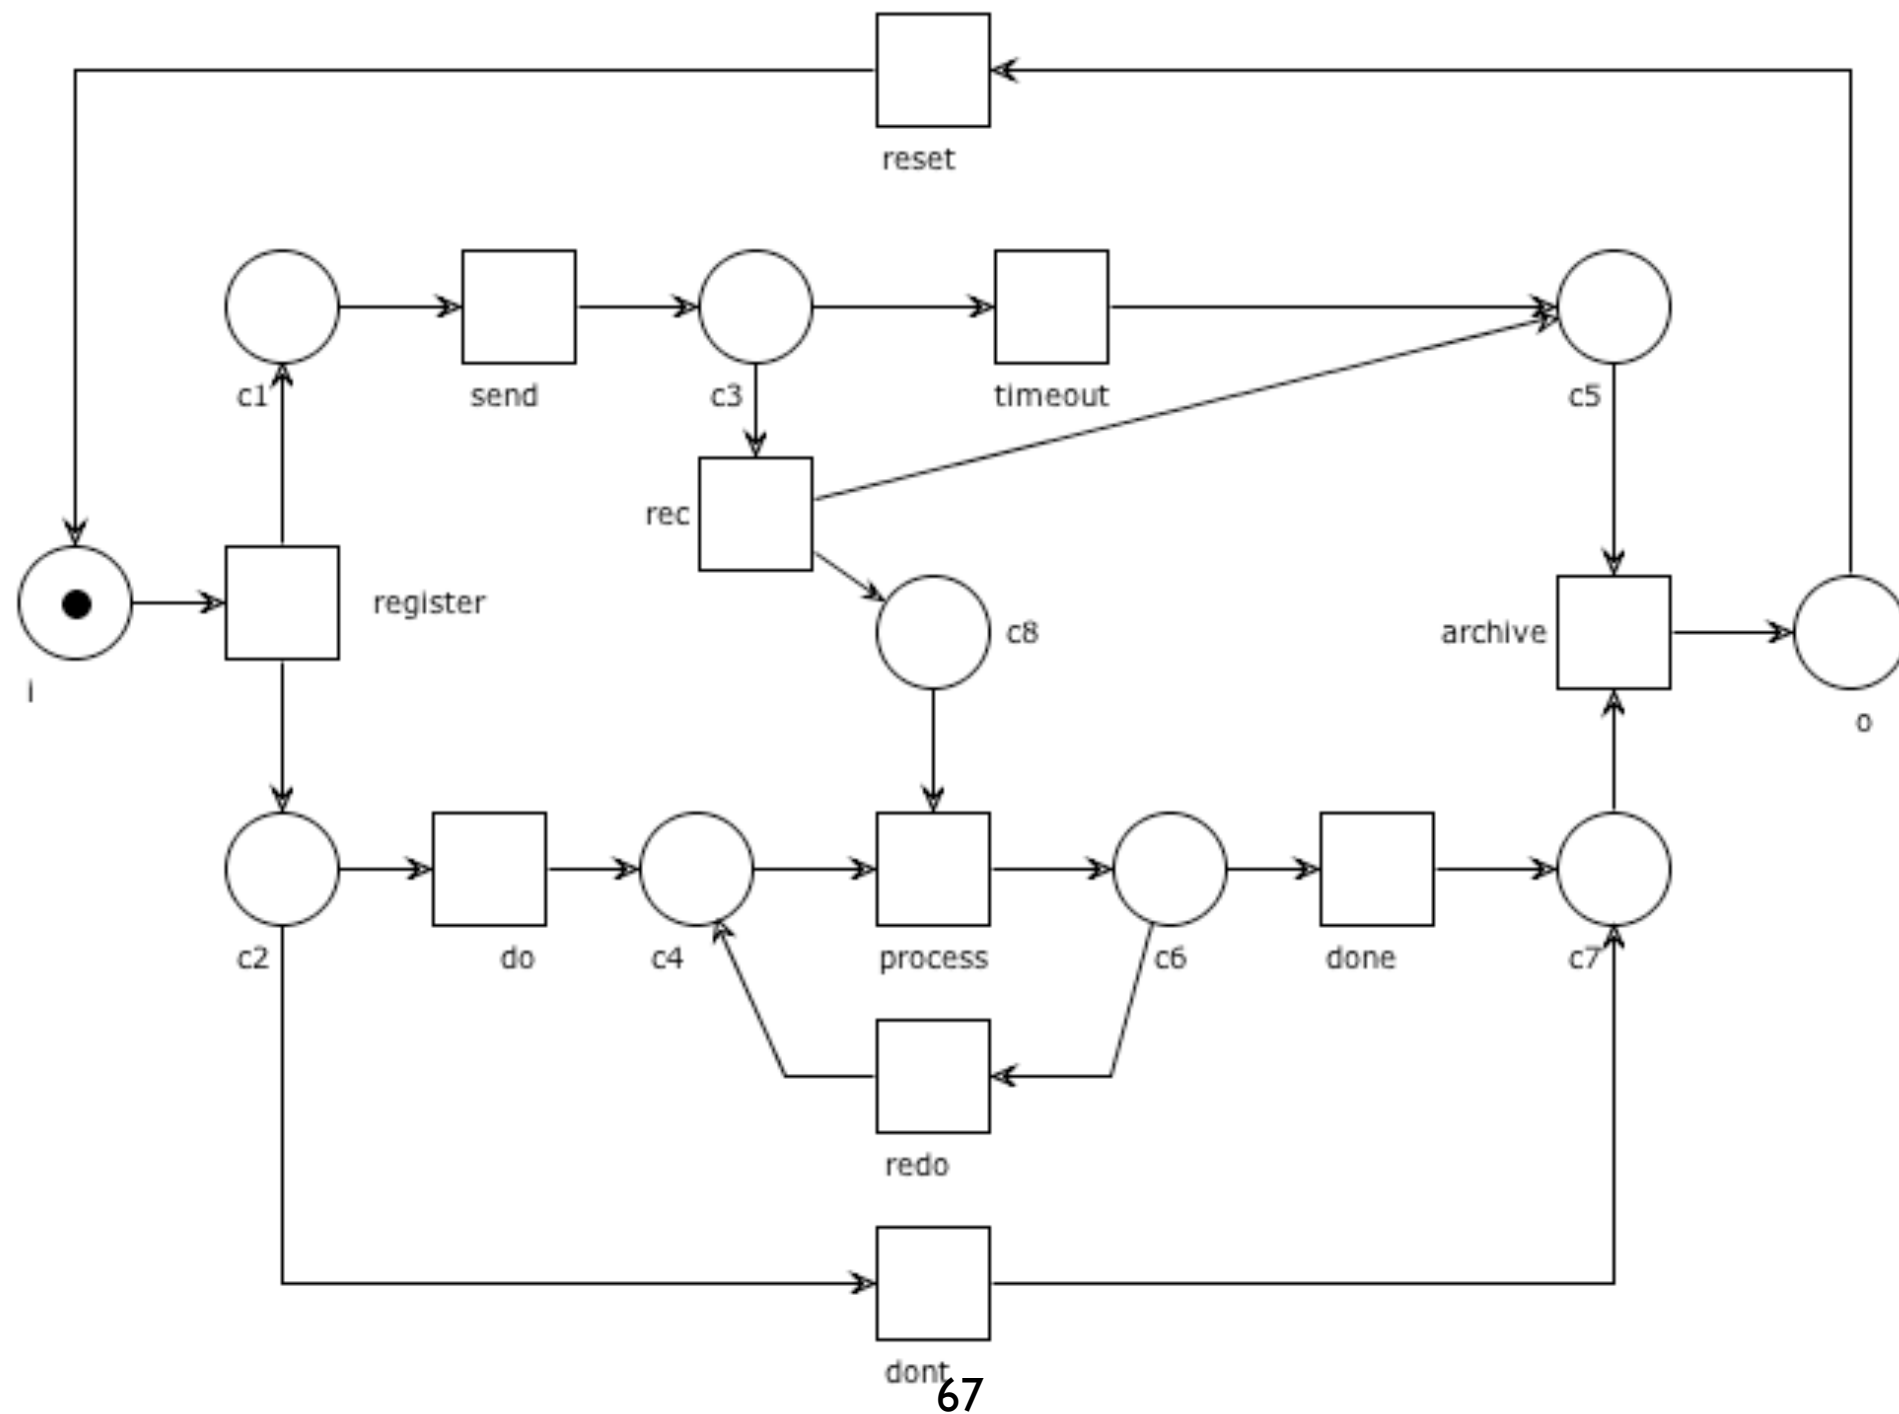 reset
c1
send
c3
timeout
c5
rec
register
c8
archive
i
o
c2
do
c4
process
c6
done
c7
redo
dont
67